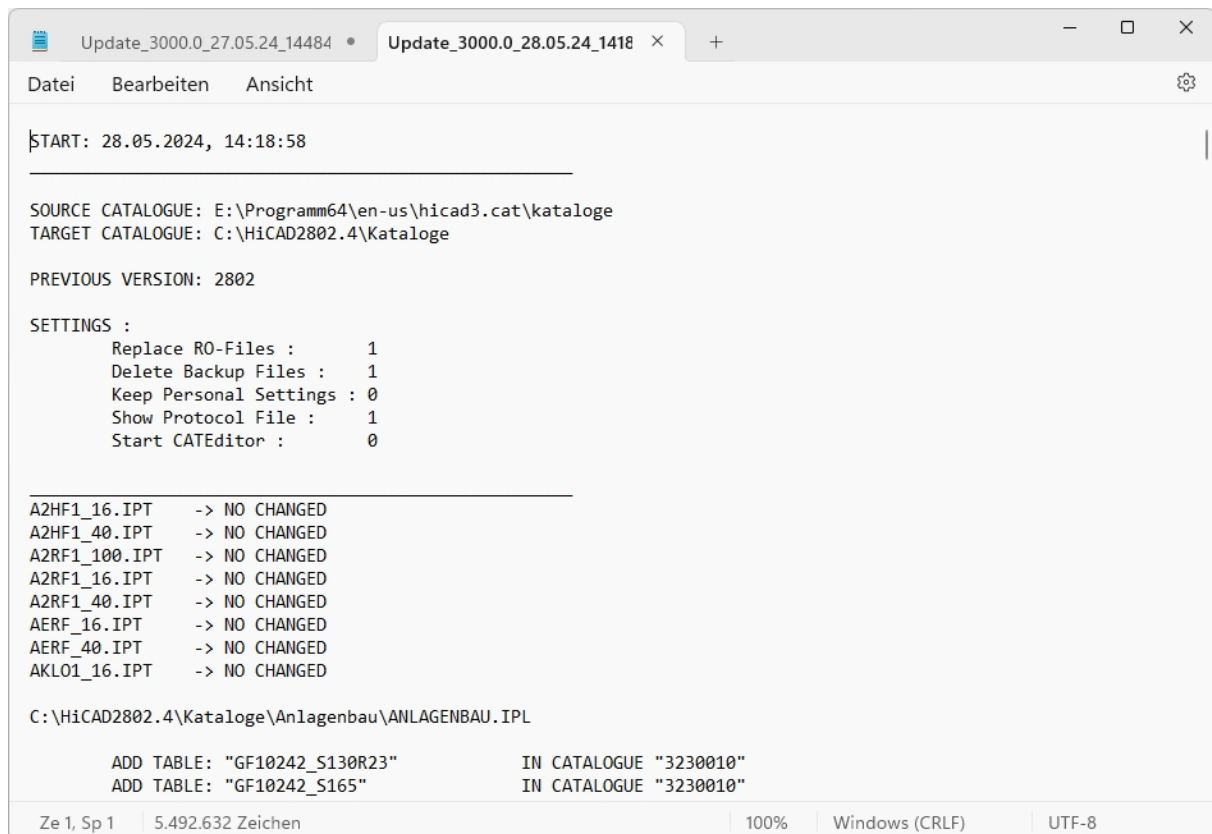 Update_3000.0_27.05.24_14484 Update_3000.0_28.05.24_1418
Datei Bearbeiten Ansicht
START: 28.05.2024, 14:18:58
SOURCE CATALOGUE: E:\Programm64\en-us\hicad3.cat\kataloge
TARGET CATALOGUE: C:\HiCAD2802.4\Kataloge
PREVIOUS VERSION: 2802
SETTINGS :
Replace RO-Files : 1
Delete Backup Files : 1
Keep Personal Settings : 0
Show Protocol File : 1
Start CATEditor : 0
A2HF1_16.IPT -> NO CHANGED
A2HF1_40.IPT -> NO CHANGED
A2RF1_100.IPT -> NO CHANGED
A2RF1_16.IPT -> NO CHANGED
A2RF1_40.IPT -> NO CHANGED
AERF_16.IPT -> NO CHANGED
AERF_40.IPT -> NO CHANGED
AKLO1_16.IPT -> NO CHANGED
C:\HiCAD2802.4\Kataloge\Anlagenbau\ANLAGENBAU.IPL
ADD TABLE: "GF10242_S130R23" IN CATALOGUE "3230010"
ADD TABLE: "GF10242_S165" IN CATALOGUE "3230010"
Ze 1, Sp 1 5.492.632 Zeichen 100% Windows (CRLF) UTF-8